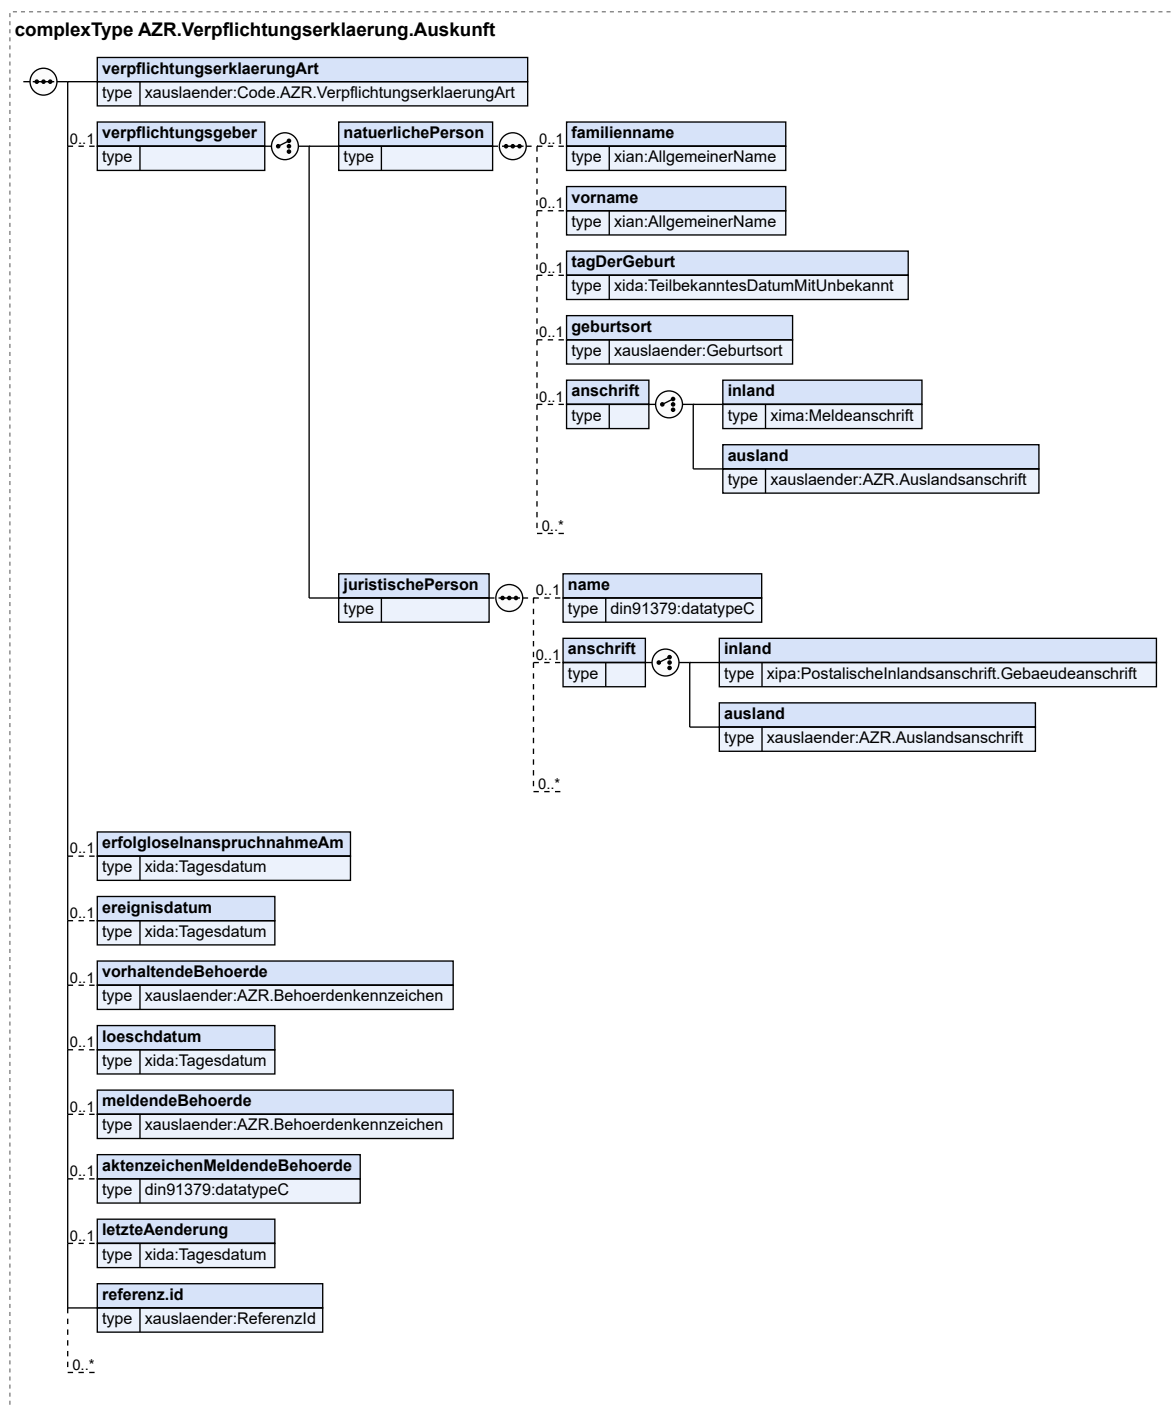 complexType AZR.Verpflichtungserklaerung.Auskunft
verpflichtungserklaerungArt
type xauslaender:Code.AZR.VerpflichtungserklaerungArt
0..1 verpflichtungsgeber
type
natuerlichePerson
type
0..1 familienname
type xian:AllgemeinerName
0..1 vorname
type xian:AllgemeinerName
0..1 tagDerGeburt
type xida:TeilbekanntesDatumMitUnbekannt
0..1 geburtsort
type xauslaender:Geburtsort
0..1 anschrift
type
inland
type xima:Meldeanschrift
ausland
type xauslaender:AZR.Auslandsanschrift
0..*
juristischePerson
type
0..1 name
type din91379:datatypeC
0..1 anschrift
type
inland
type xipa:PostalischeInlandsanschrift.Gebaeudeanschrift
ausland
type xauslaender:AZR.Auslandsanschrift
0..*
0..1 erfolgloseInanspruchnahmeAm
type xida:Tagesdatum
0..1 ereignisdatum
type xida:Tagesdatum
0..1 vorhaltendeBehoerde
type xauslaender:AZR.Behoerdenkennzeichen
0..1 loeschdatum
type xida:Tagesdatum
0..1 meldendeBehoerde
type xauslaender:AZR.Behoerdenkennzeichen
0..1 aktenzeichenMeldendeBehoerde
type din91379:datatypeC
0..1 letzteAenderung
type xida:Tagesdatum
referenz.id
type xauslaender:ReferenzId
0..*